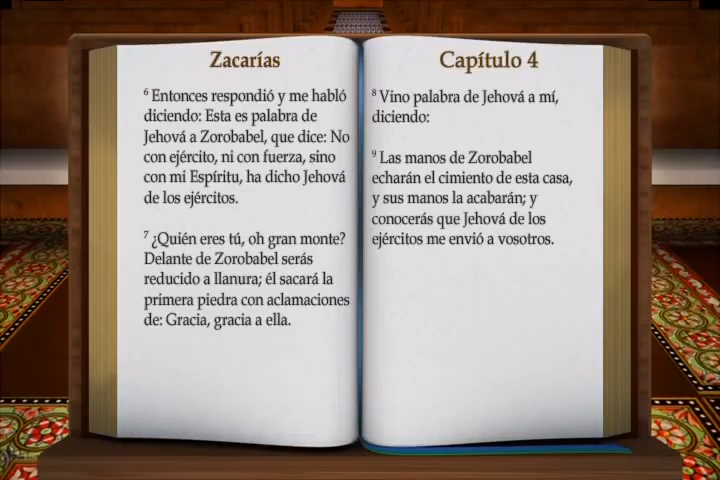 Zacarías
⁶ Entonces respondió y me habló
diciendo: Esta es palabra de
Jehová a Zorobabel, que dice: No
con ejército, ni con fuerza, sino
con mi Espíritu, ha dicho Jehová
de los ejércitos.
⁷ ¿Quién eres tú, oh gran monte?
Delante de Zorobabel serás
reducido a llanura; él sacará la
primera piedra con aclamaciones
de: Gracia, gracia a ella.
Capítulo 4
⁸ Vino palabra de Jehová a mí,
diciendo:
⁹ Las manos de Zorobabel
echarán el cimiento de esta casa,
y sus manos la acabarán; y
conocerás que Jehová de los
ejércitos me envió a vosotros.